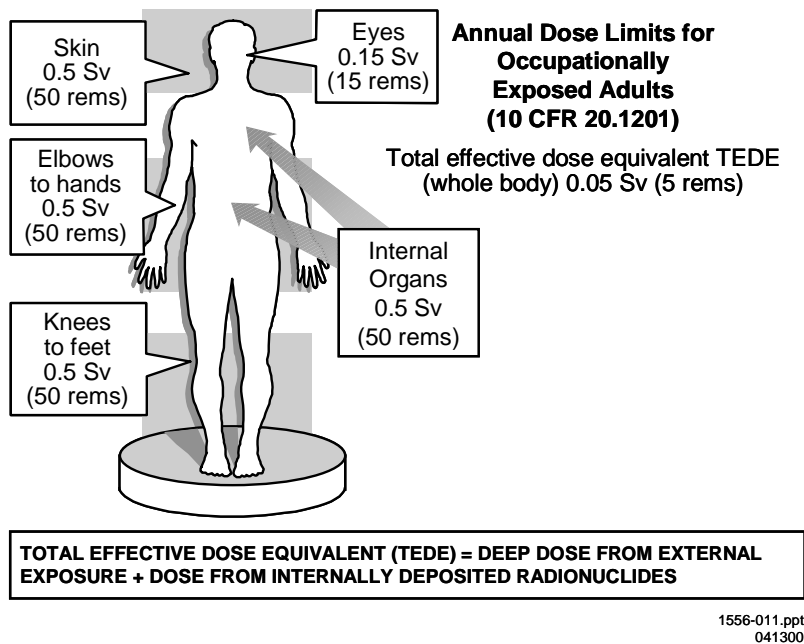 Skin
0.5 Sv
(50 rems)
Eyes
0.15 Sv
(15 rems)
Annual Dose Limits for
Occupationally
Exposed Adults
(10 CFR 20.1201)
Total effective dose equivalent TEDE
(whole body) 0.05 Sv (5 rems)
Elbows
to hands
0.5 Sv
(50 rems)
Internal
Organs
0.5 Sv
(50 rems)
Knees
to feet
0.5 Sv
(50 rems)
TOTAL EFFECTIVE DOSE EQUIVALENT (TEDE) = DEEP DOSE FROM EXTERNAL
EXPOSURE + DOSE FROM INTERNALLY DEPOSITED RADIONUCLIDES
1556-011.ppt
041300